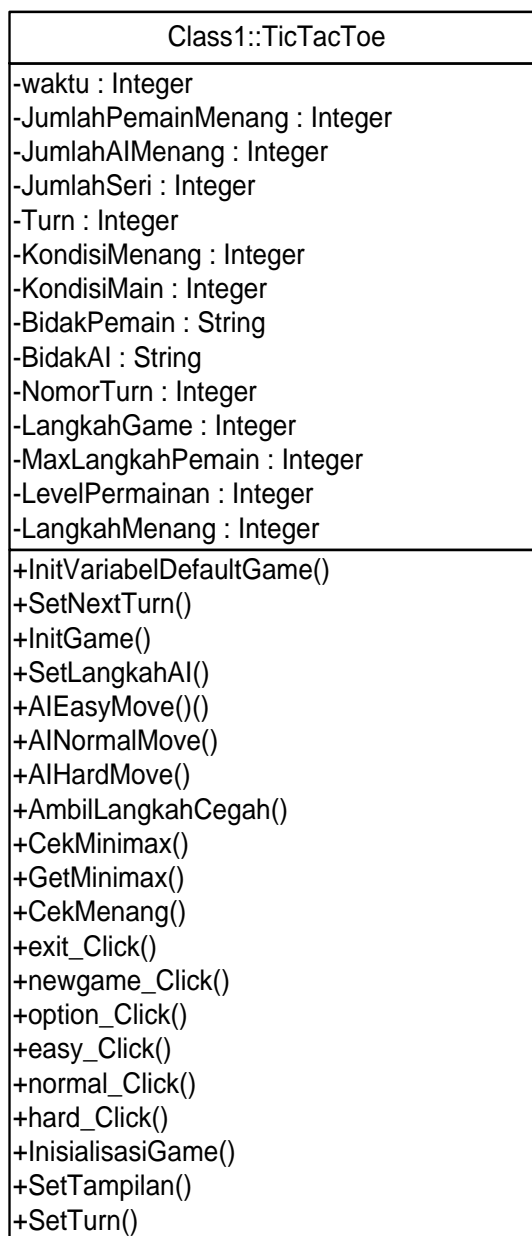 Class1::TicTacToe
-waktu : Integer
-JumlahPemainMenang : Integer
-JumlahAIMenang : Integer
-JumlahSeri : Integer
-Turn : Integer
-KondisiMenang : Integer
-KondisiMain : Integer
-BidakPemain : String
-BidakAI : String
-NomorTurn : Integer
-LangkahGame : Integer
-MaxLangkahPemain : Integer
-LevelPermainan : Integer
-LangkahMenang : Integer
+InitVariabelDefaultGame()
+SetNextTurn()
+InitGame()
+SetLangkahAI()
+AIEasyMove()()
+AINormalMove()
+AIHardMove()
+AmbilLangkahCegah()
+CekMinimax()
+GetMinimax()
+CekMenang()
+exit_Click()
+newgame_Click()
+option_Click()
+easy_Click()
+normal_Click()
+hard_Click()
+InisialisasiGame()
+SetTampilan()
+SetTurn()